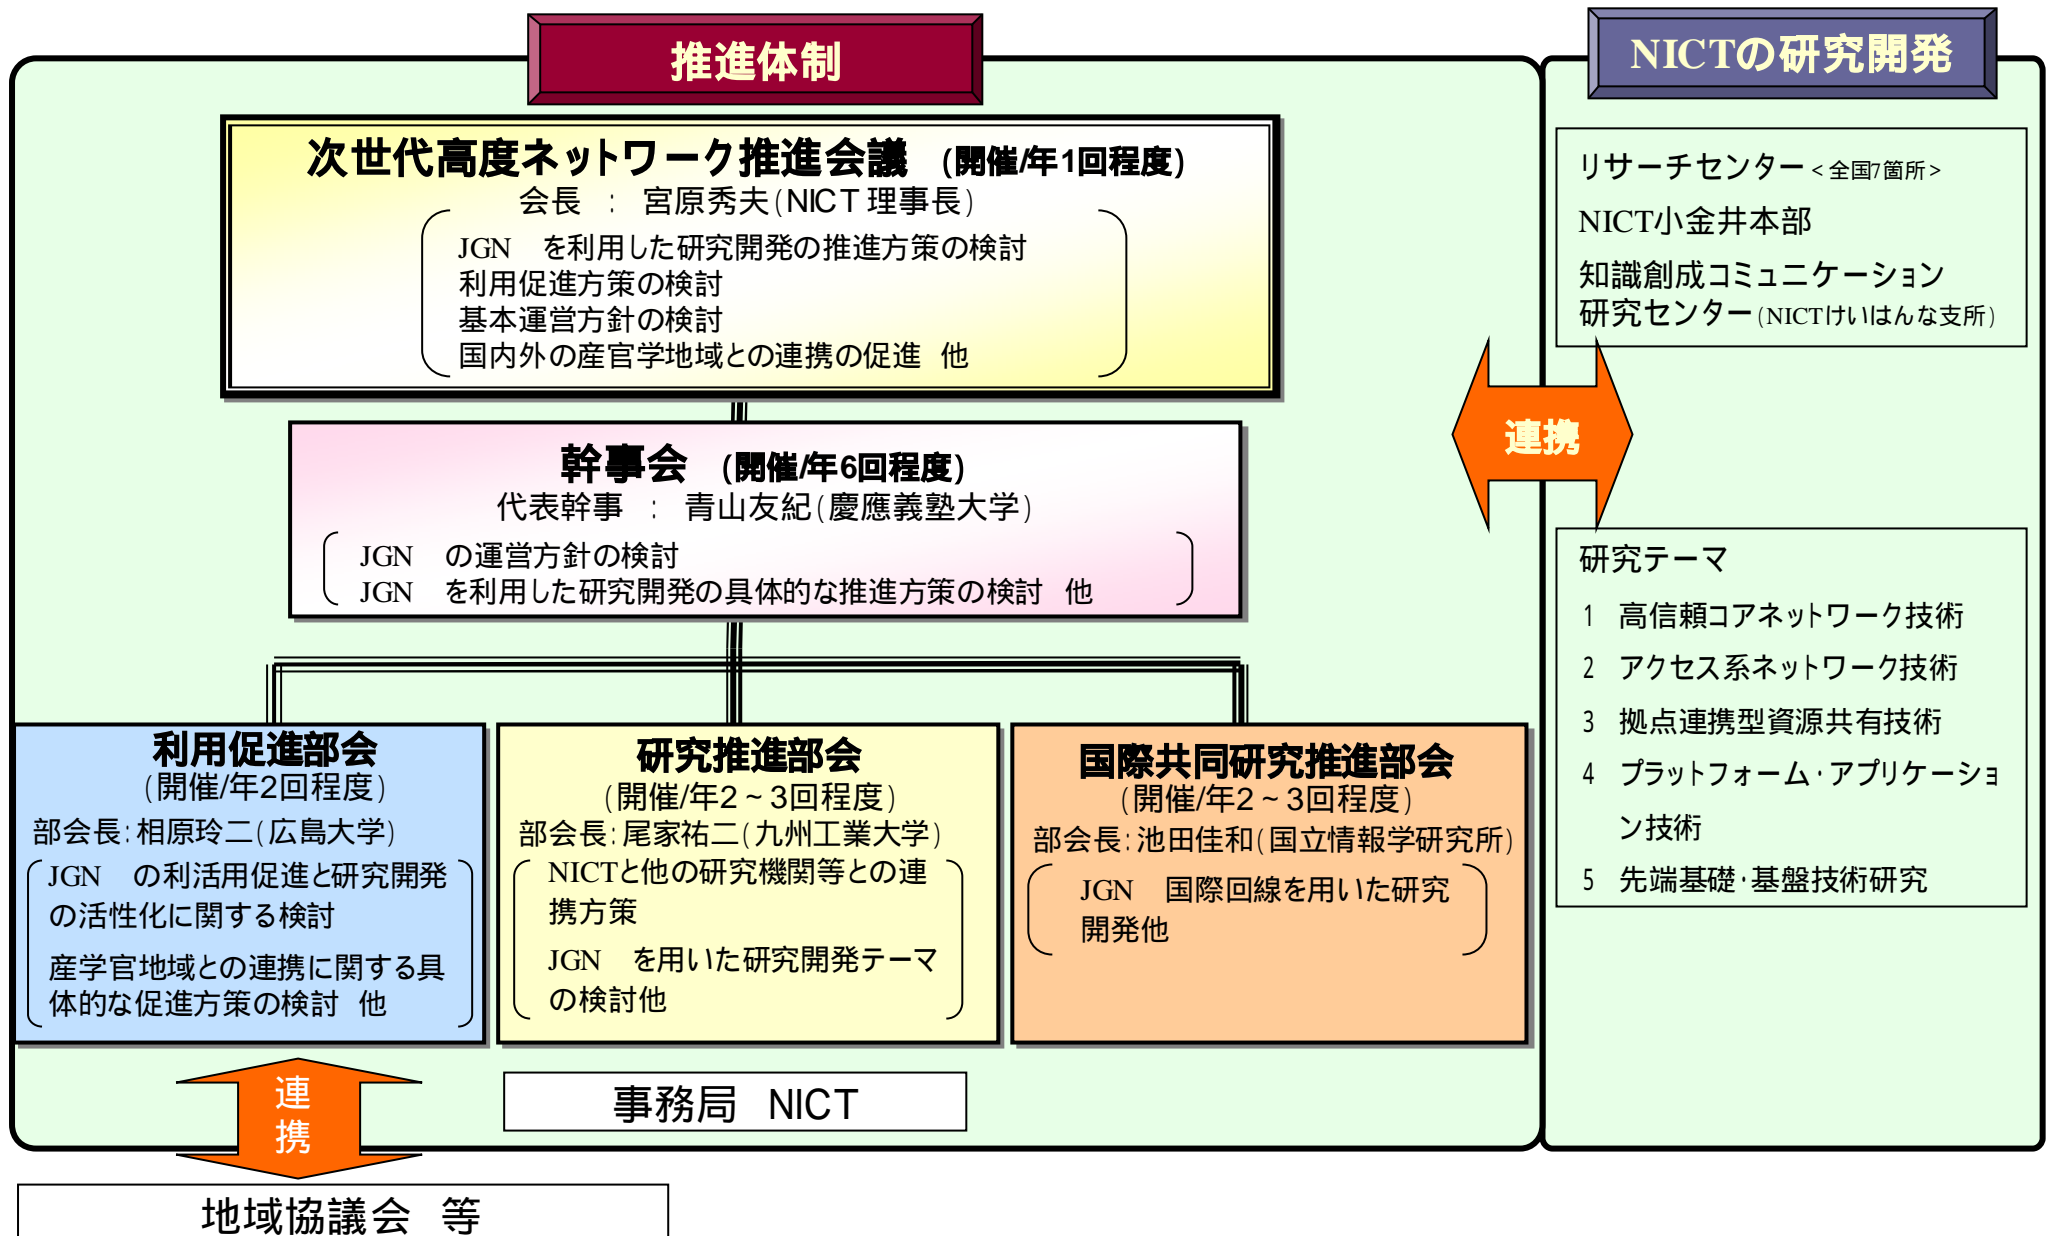 推進体制
次世代高度ネットワーク推進会議 (開催/年1回程度)
会長 : 宮原秀夫(NICT 理事長)
JGN を利用した研究開発の推進方策の検討
利用促進方策の検討
基本運営方針の検討
国内外の産官学地域との連携の促進 他
幹事会 (開催/年6回程度)
代表幹事 : 青山友紀(慶應義塾大学)
JGN の運営方針の検討
JGN を利用した研究開発の具体的な推進方策の検討 他
利用促進部会
(開催/年2回程度)
部会長:相原玲二(広島大学)
JGN の利活用促進と研究開発
の活性化に関する検討
産学官地域との連携に関する具
体的な促進方策の検討 他
研究推進部会
(開催/年2~3回程度)
部会長:尾家祐二(九州工業大学)
NICTと他の研究機関等との連
携方策
JGN を用いた研究開発テーマ
の検討他
国際共同研究推進部会
(開催/年2~3回程度)
部会長:池田佳和(国立情報学研究所)
JGN 国際回線を用いた研究
開発他
連
携
事務局 NICT
地域協議会 等
連携
NICTの研究開発
リサーチセンター<全国7箇所>
NICT小金井本部
知識創成コミュニケーション
研究センター(NICTけいはんな支所)
研究テーマ
1 高信頼コアネットワーク技術
2 アクセス系ネットワーク技術
3 拠点連携型資源共有技術
4 プラットフォーム・アプリケーショ
ン技術
5 先端基礎・基盤技術研究